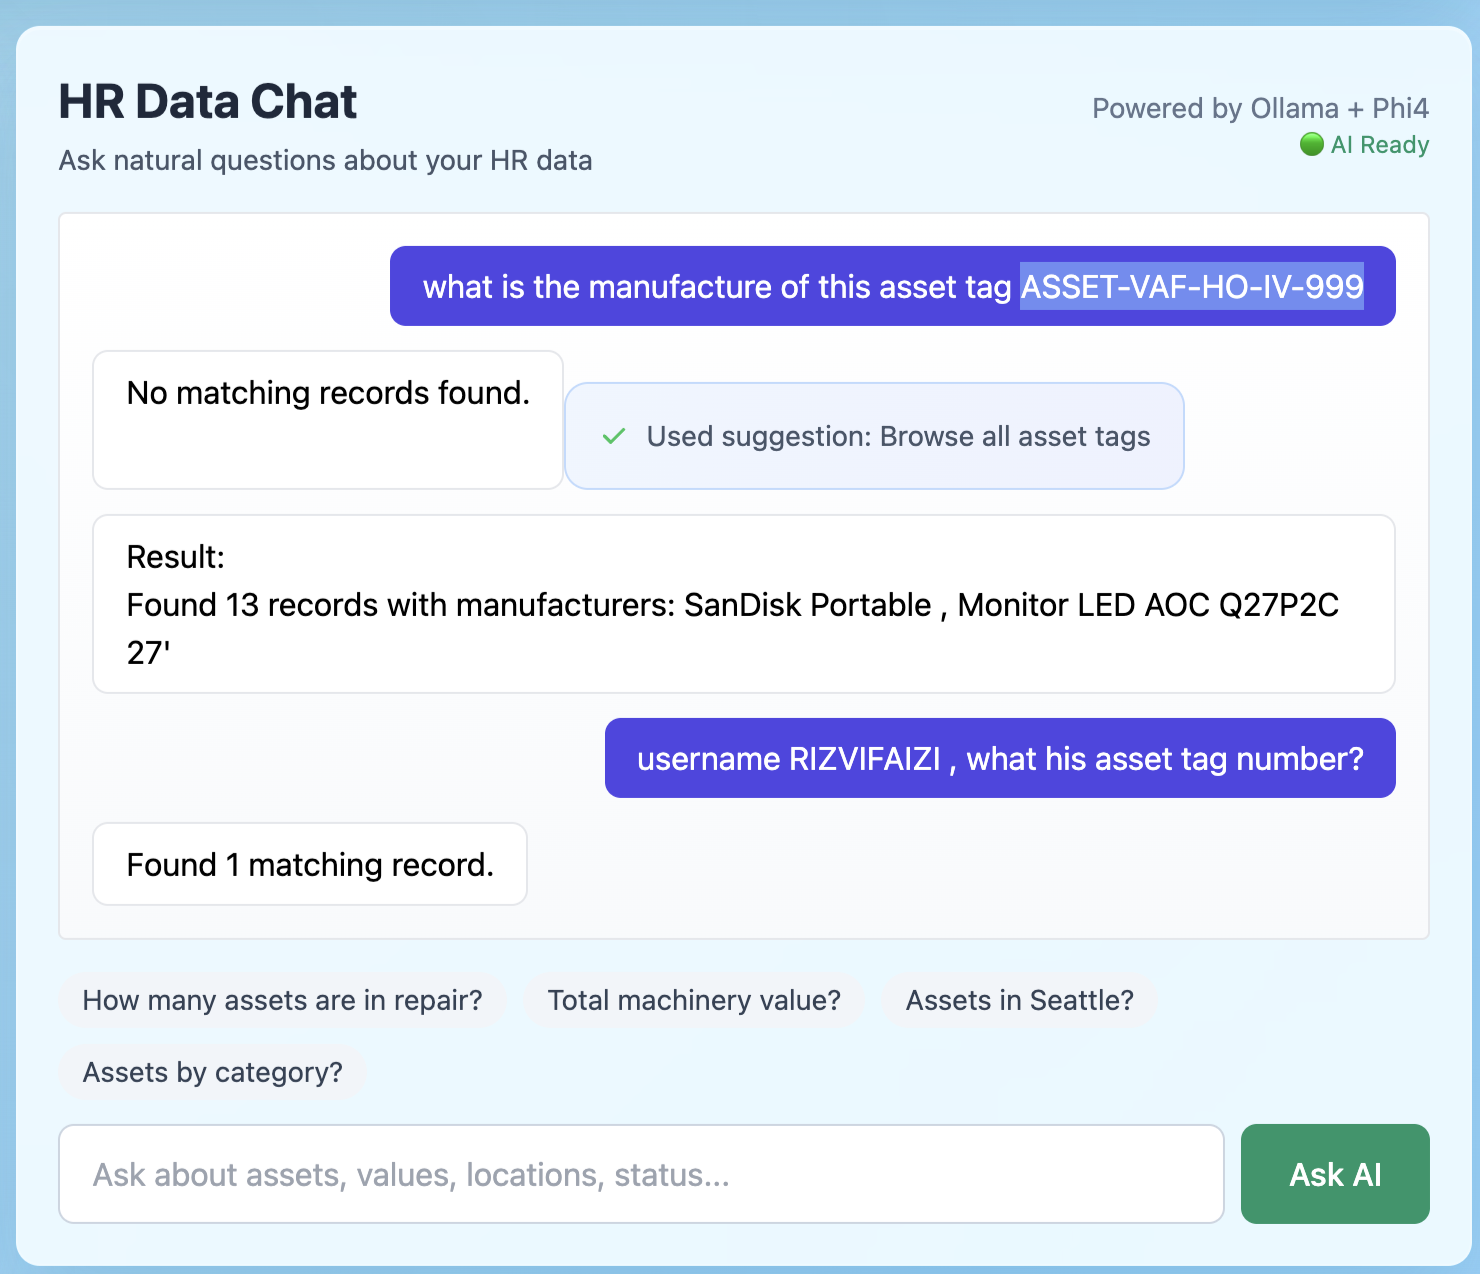 HR Data Chat
Ask natural questions about your HR data
Powered by Ollama + Phi4
AI Ready
what is the manufacture of this asset tag ASSET-VAF-HO-IV-999
No matching records found.
Used suggestion: Browse all asset tags
Result:
Found 13 records with manufacturers: SanDisk Portable , Monitor LED AOC Q27P2C
27'
username RIZVIFAIZI , what his asset tag number?
Found 1 matching record.
How many assets are in repair?
Total machinery value?
Assets in Seattle?
Assets by category?
Ask about assets, values, locations, status...
Ask AI